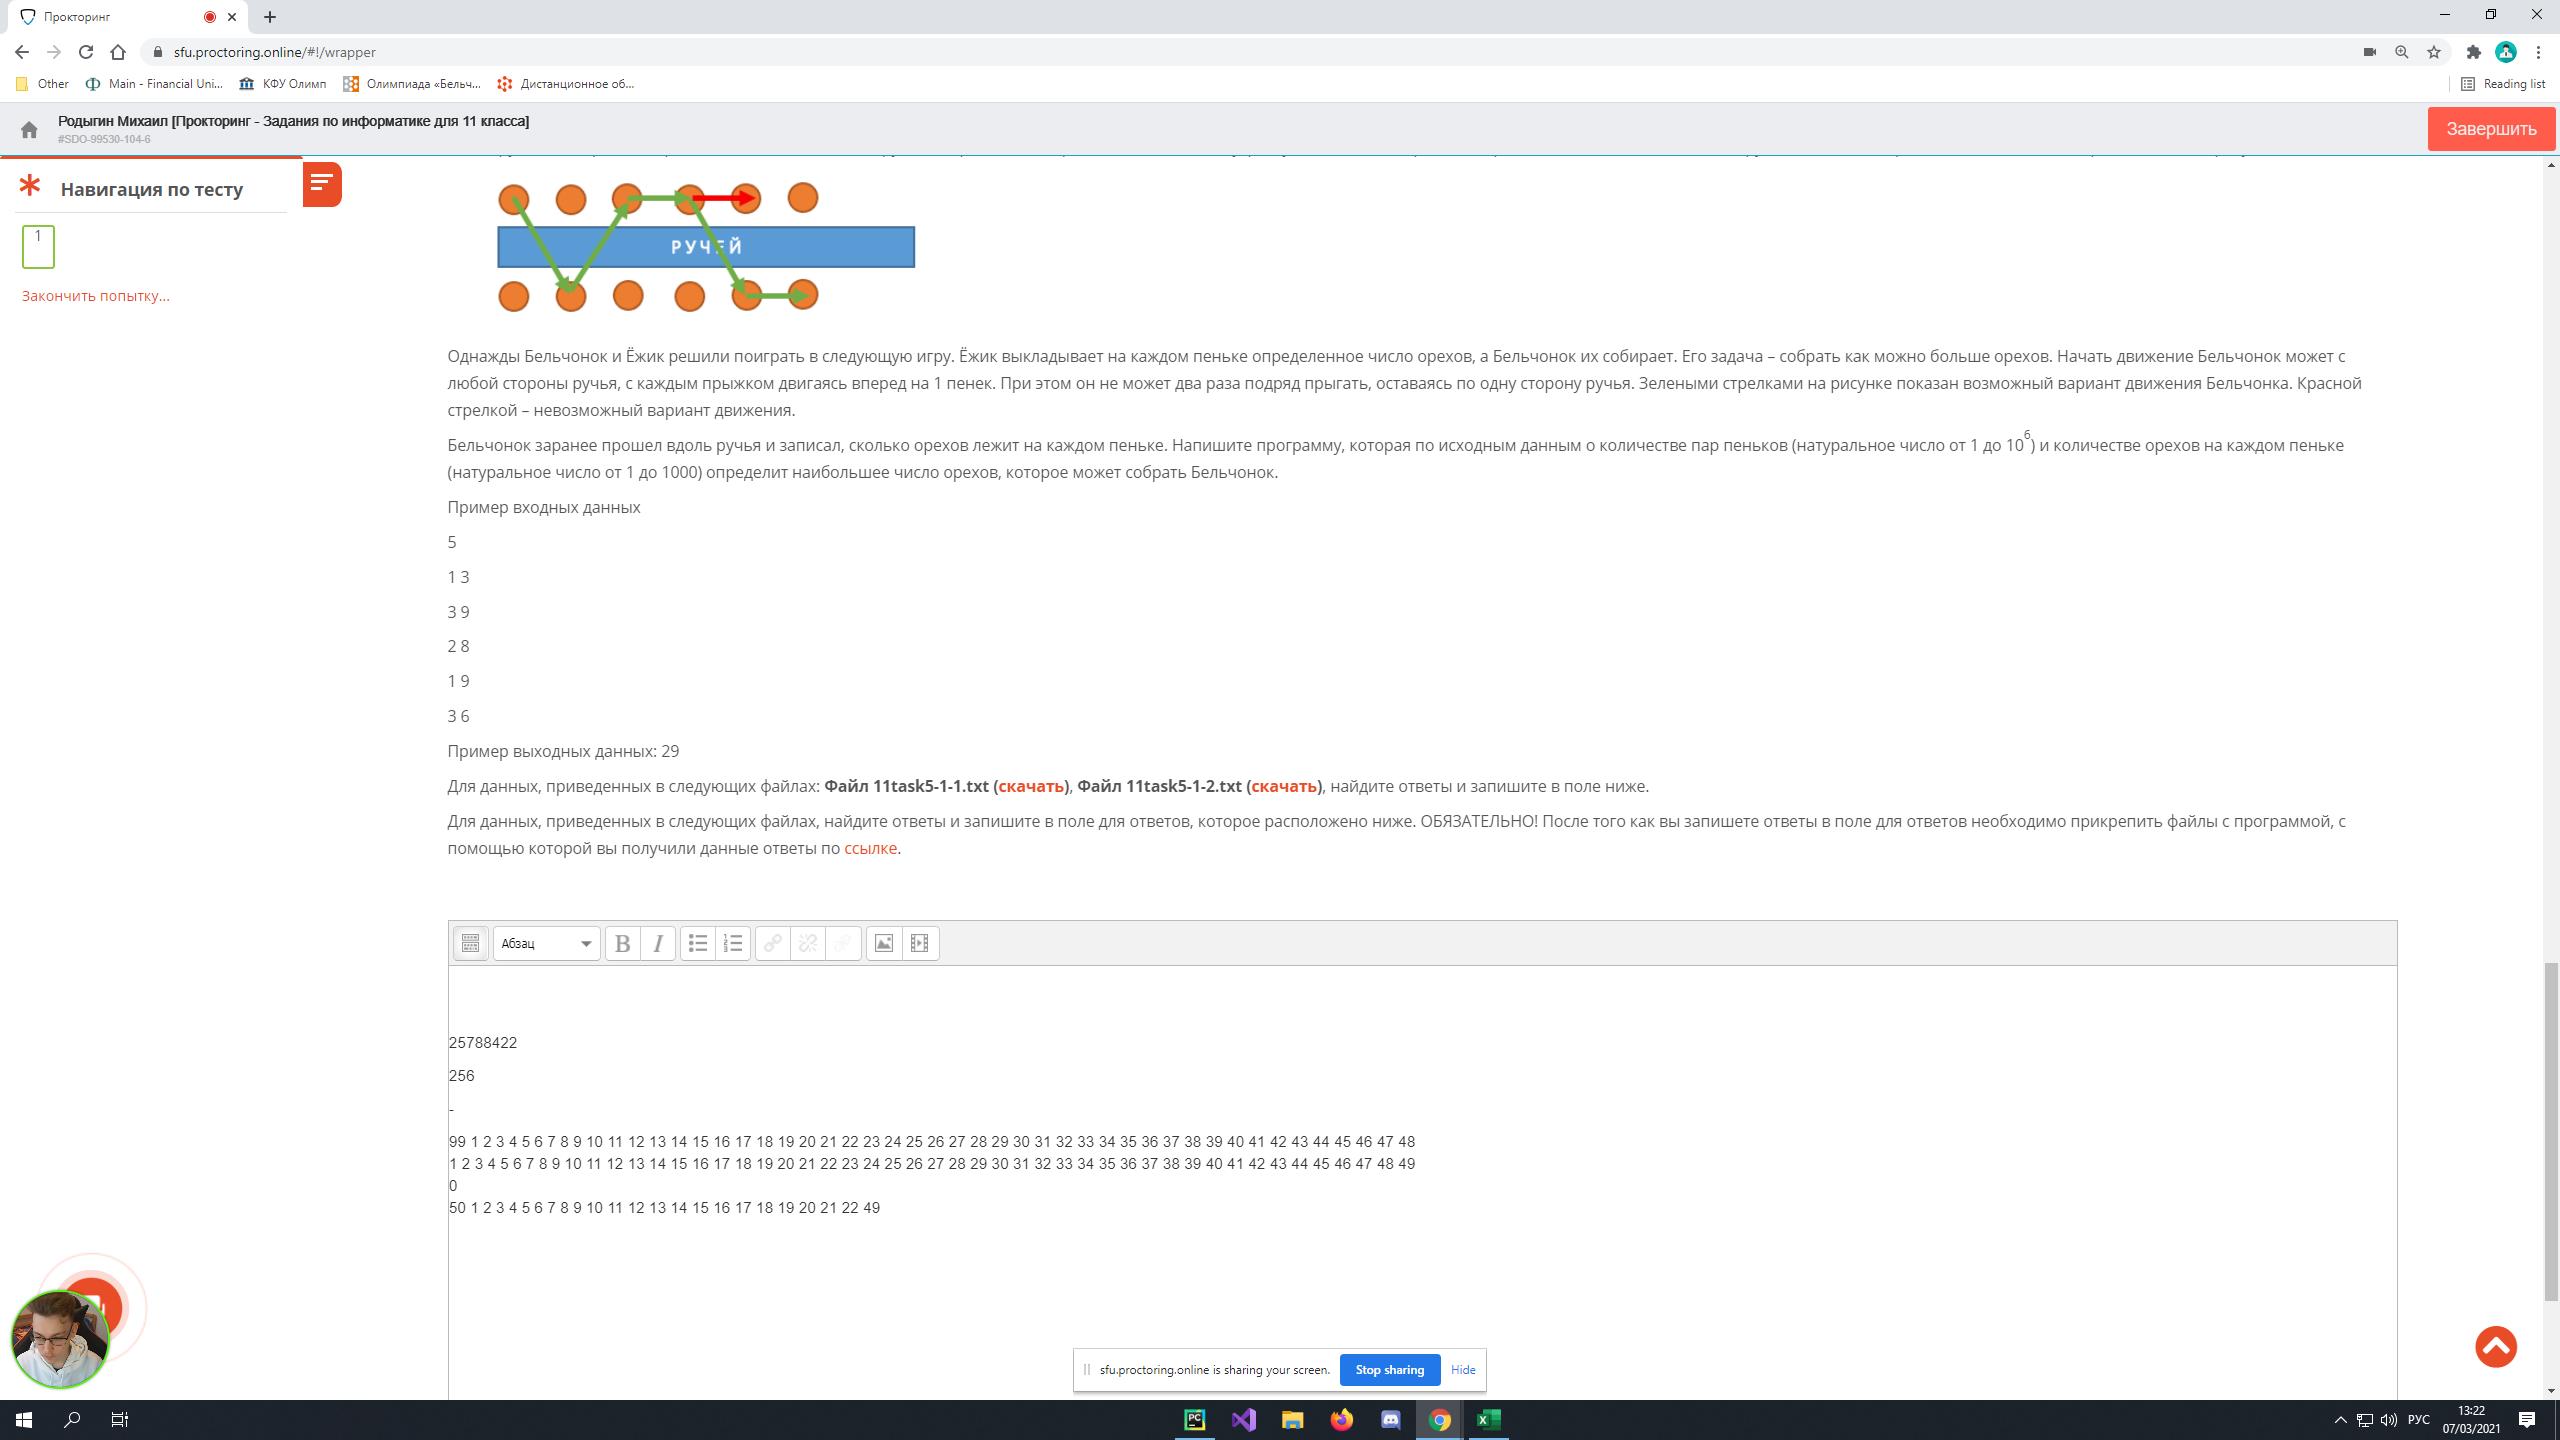 Прокторинг
sfu.proctoring.online/#!/wrapper
Other Main - Financial Uni... КФУ Олимп Олимпиада «Бельч... Дистанционное об... Reading list
Родыгин Михаил [Прокторинг - Задания по информатике для 11 класса]
#SDO-99530-104-6
Завершить
Навигация по тесту
1
Закончить попытку...
РУЧЕЙ
Однажды Бельчонок и Ёжик решили поиграть в следующую игру. Ёжик выкладывает на каждом пеньке определенное число орехов, а Бельчонок их собирает. Его задача – собрать как можно больше орехов. Начать движение Бельчонок может с
любой стороны ручья, с каждым прыжком двигаясь вперед на 1 пенек. При этом он не может два раза подряд прыгать, оставаясь по одну сторону ручья. Зелеными стрелками на рисунке показан возможный вариант движения Бельчонка. Красной
стрелкой – невозможный вариант движения.
Бельчонок заранее прошел вдоль ручья и записал, сколько орехов лежит на каждом пеньке. Напишите программу, которая по исходным данным о количестве пар пеньков (натуральное число от 1 до 10⁶) и количестве орехов на каждом пеньке
(натуральное число от 1 до 1000) определит наибольшее число орехов, которое может собрать Бельчонок.
Пример входных данных
5
1 3
3 9
2 8
1 9
3 6
Пример выходных данных: 29
Для данных, приведенных в следующих файлах: Файл 11task5-1-1.txt (скачать), Файл 11task5-1-2.txt (скачать), найдите ответы и запишите в поле ниже.
Для данных, приведенных в следующих файлах, найдите ответы и запишите в поле для ответов, которое расположено ниже. ОБЯЗАТЕЛЬНО! После того как вы запишете ответы в поле для ответов необходимо прикрепить файлы с программой, с
помощью которой вы получили данные ответы по ссылке.
Абзац B I
25788422
256
-
99 1 2 3 4 5 6 7 8 9 10 11 12 13 14 15 16 17 18 19 20 21 22 23 24 25 26 27 28 29 30 31 32 33 34 35 36 37 38 39 40 41 42 43 44 45 46 47 48
1 2 3 4 5 6 7 8 9 10 11 12 13 14 15 16 17 18 19 20 21 22 23 24 25 26 27 28 29 30 31 32 33 34 35 36 37 38 39 40 41 42 43 44 45 46 47 48 49
0
50 1 2 3 4 5 6 7 8 9 10 11 12 13 14 15 16 17 18 19 20 21 22 49
sfu.proctoring.online is sharing your screen. Stop sharing Hide
РУС
13:22
07/03/2021